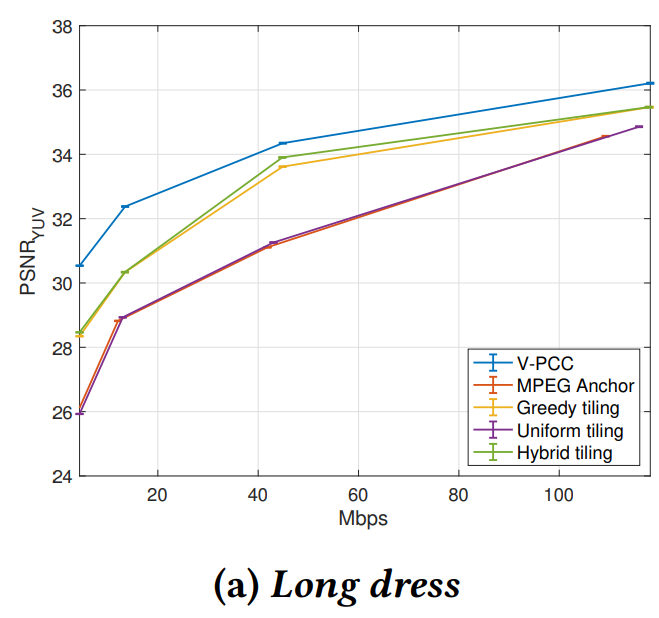 38
36
34
32
30
28
26
24
PSNR_YUV
20 40 60 80 100
Mbps
V-PCC
MPEG Anchor
Greedy tiling
Uniform tiling
Hybrid tiling
(a) Long dress